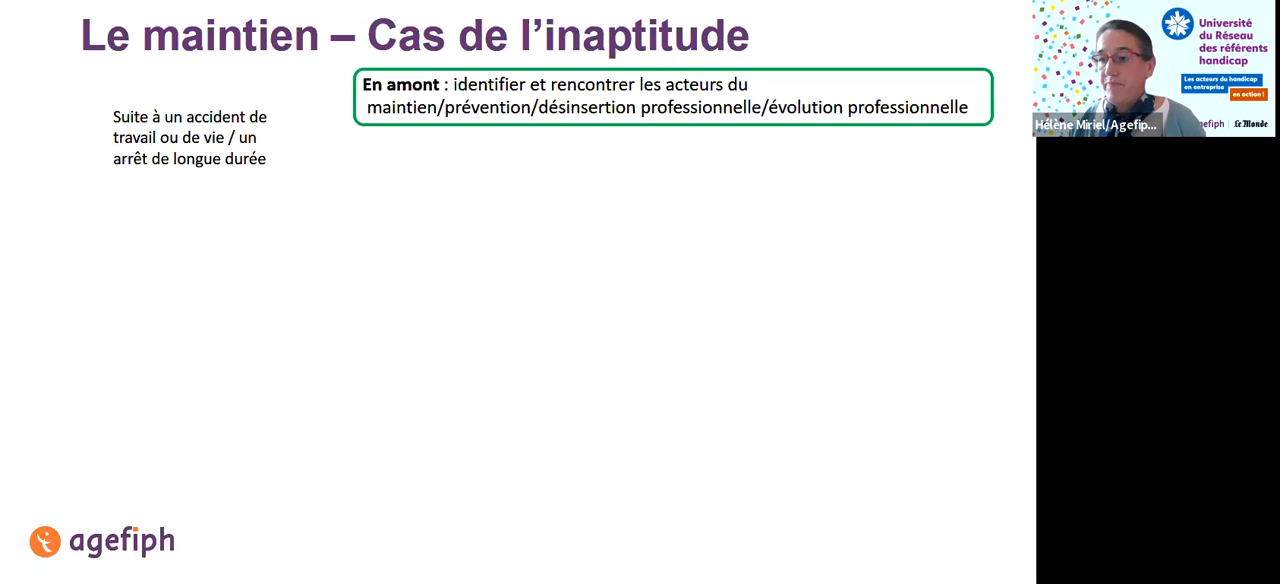 Le maintien – Cas de l’inaptitude
En amont : identifier et rencontrer les acteurs du
maintien/prévention/désinsertion professionnelle/évolution professionnelle
Suite à un accident de
travail ou de vie / un
arrêt de longue durée
agefiph
Université
du Réseau
des référents
handicap
Les acteurs du handicap
en entreprise
en action !
Hélène Miriel/Agefip...
efiph | Le Monde